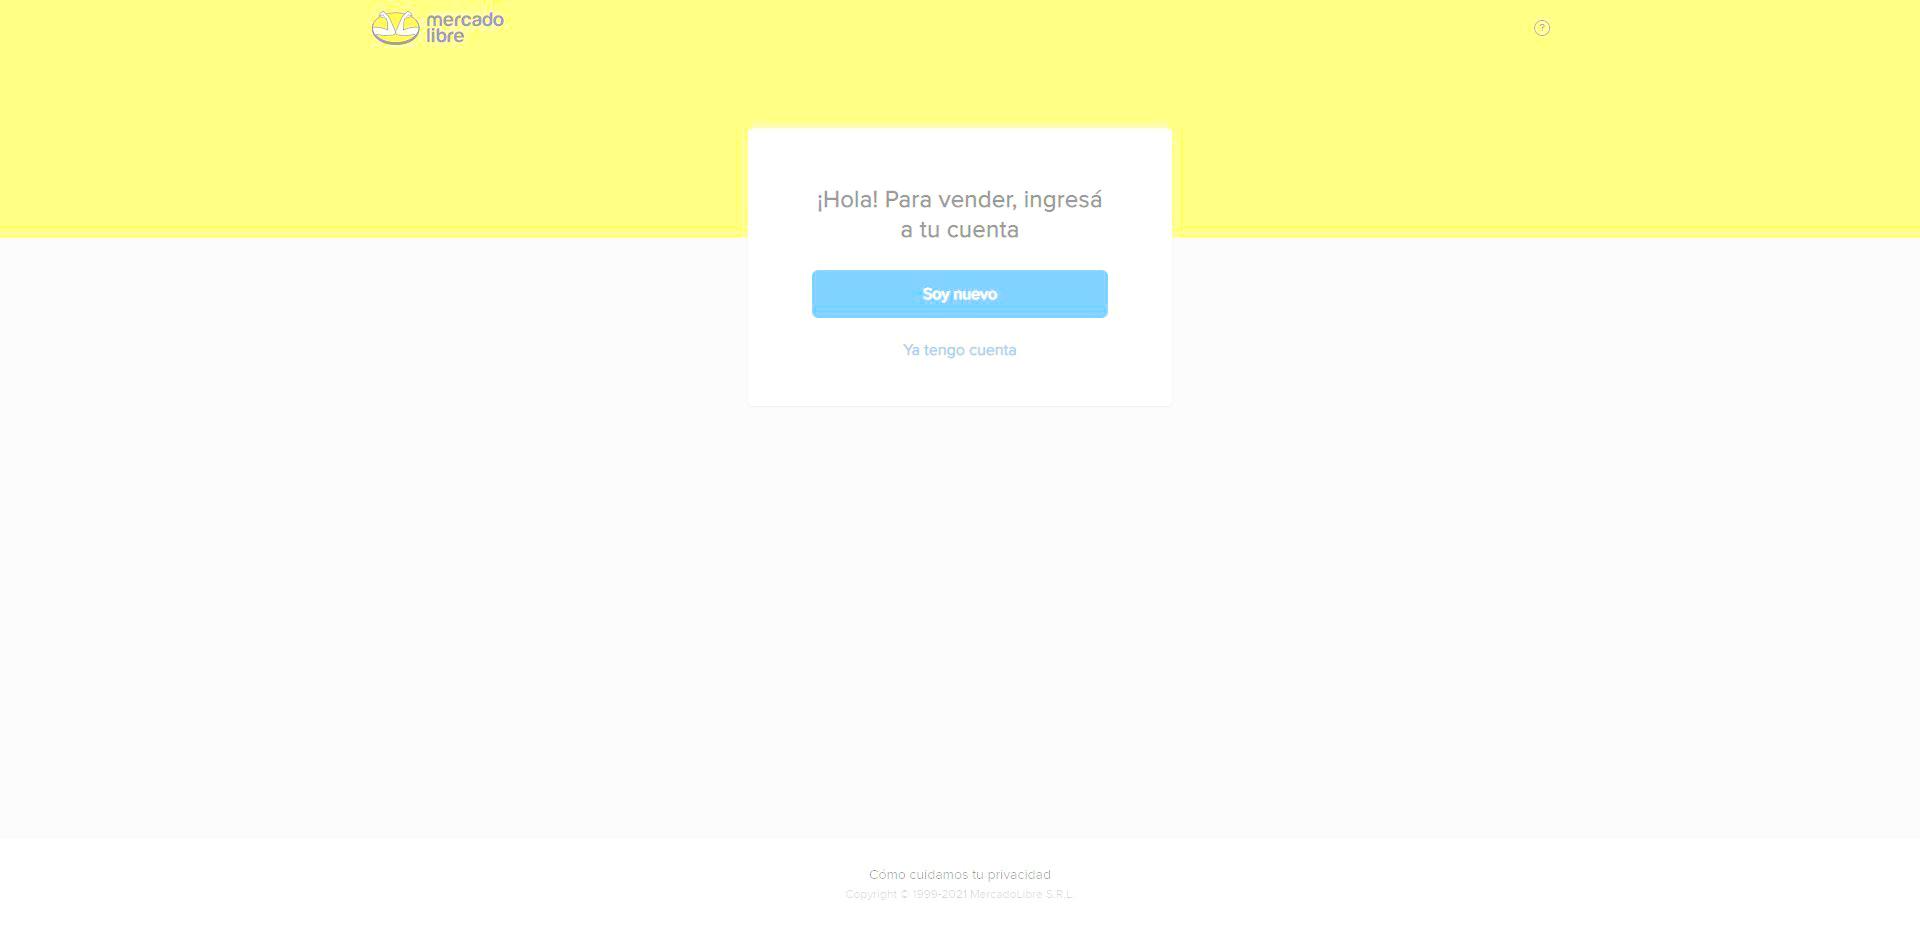 mercado
libre
?
¡Hola! Para vender, ingresá
a tu cuenta
Soy nuevo
Ya tengo cuenta
Cómo cuidamos tu privacidad
Copyright © 1999-2021 MercadoLibre S.R.L.